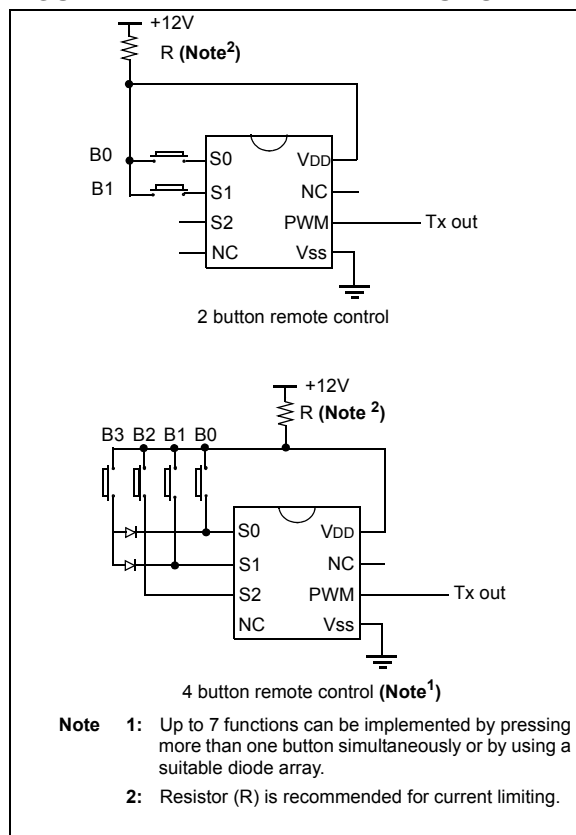 +12V
R (Note2)
B0
B1
S0
S1
S2
NC
VDD
NC
PWM
Vss
Tx out
2 button remote control
+12V
R (Note 2)
B3 B2 B1 B0
S0
S1
S2
NC
VDD
NC
PWM
Vss
Tx out
4 button remote control (Note1)
Note 1: Up to 7 functions can be implemented by pressing
more than one button simultaneously or by using a
suitable diode array.
2: Resistor (R) is recommended for current limiting.